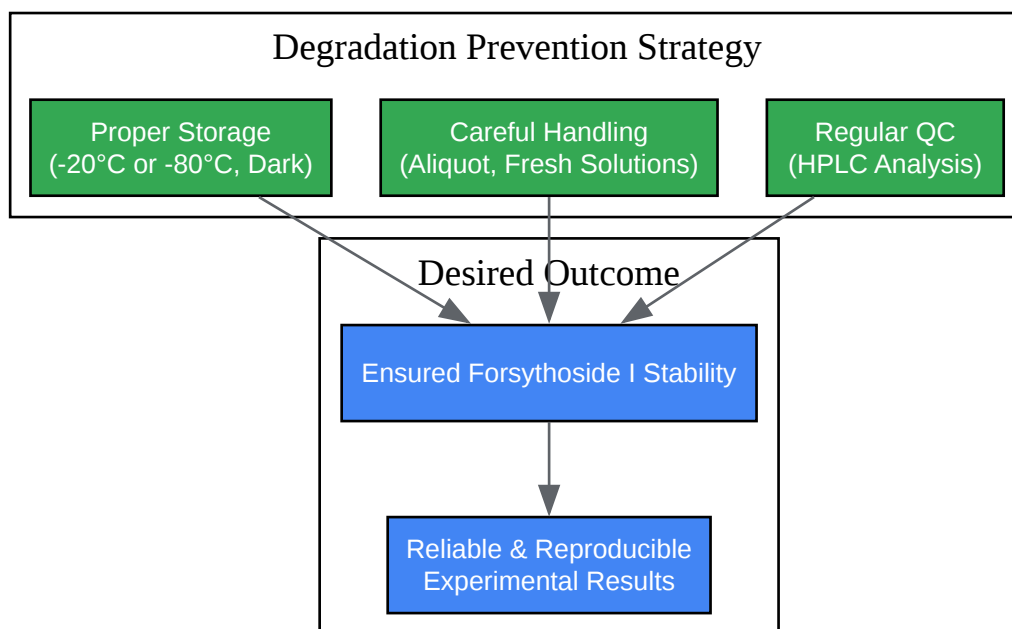 Degradation Prevention Strategy
Proper Storage
(-20°C or -80°C, Dark)
Careful Handling
(Aliquot, Fresh Solutions)
Regular QC
(HPLC Analysis)
Desired Outcome
Ensured Forsythoside I Stability
Reliable & Reproducible
Experimental Results